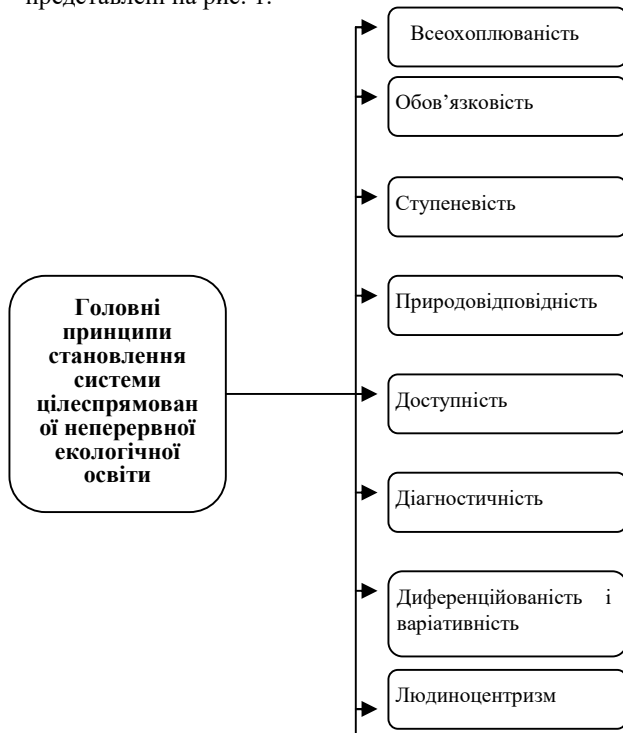 представлені на рис. 1.
Всеохоплюваність
Обов’язковість
Ступеневість
Природовідповідність
Головні
принципи
становлення
системи
цілеспрямован
ої неперервної
екологічної
освіти
Доступність
Діагностичність
Диференційованість і
варіативність
Людиноцентризм